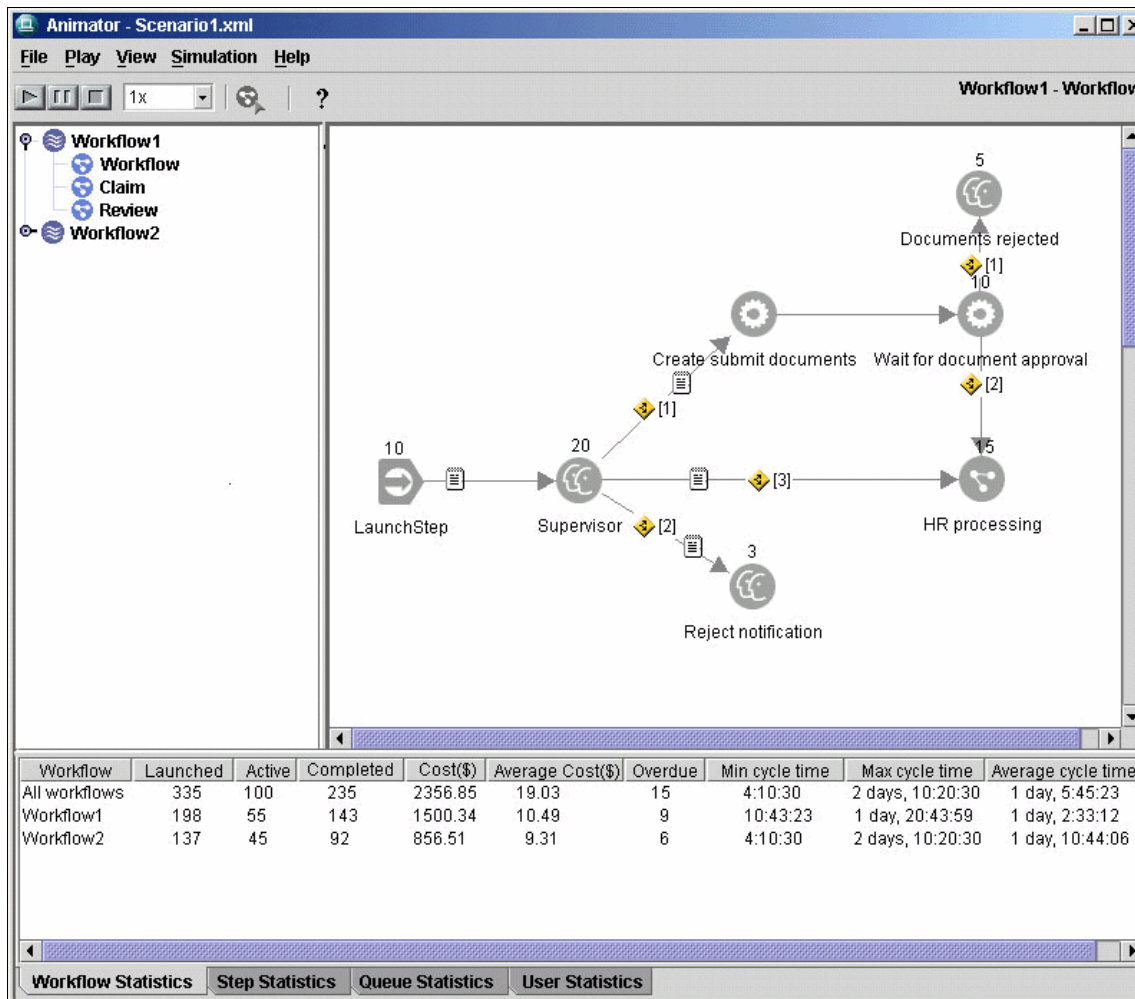 Animator - Scenario1.xml
File Play View Simulation Help
1x ?
Workflow1 - Workflow
Workflow1
Workflow
Claim
Review
Workflow2
5
Documents rejected
[1]
10
Create submit documents
Wait for document approval
[1]
[2]
10
20
15
[3]
LaunchStep
Supervisor
[2]
HR processing
3
Reject notification
Workflow Launched Active Completed Cost($) Average Cost($) Overdue Min cycle time Max cycle time Average cycle time
All workflows 335 100 235 2356.85 19.03 15 4:10:30 2 days, 10:20:30 1 day, 5:45:23
Workflow1 198 55 143 1500.34 10.49 9 10:43:23 1 day, 20:43:59 1 day, 2:33:12
Workflow2 137 45 92 856.51 9.31 6 4:10:30 2 days, 10:20:30 1 day, 10:44:06
Workflow Statistics Step Statistics Queue Statistics User Statistics